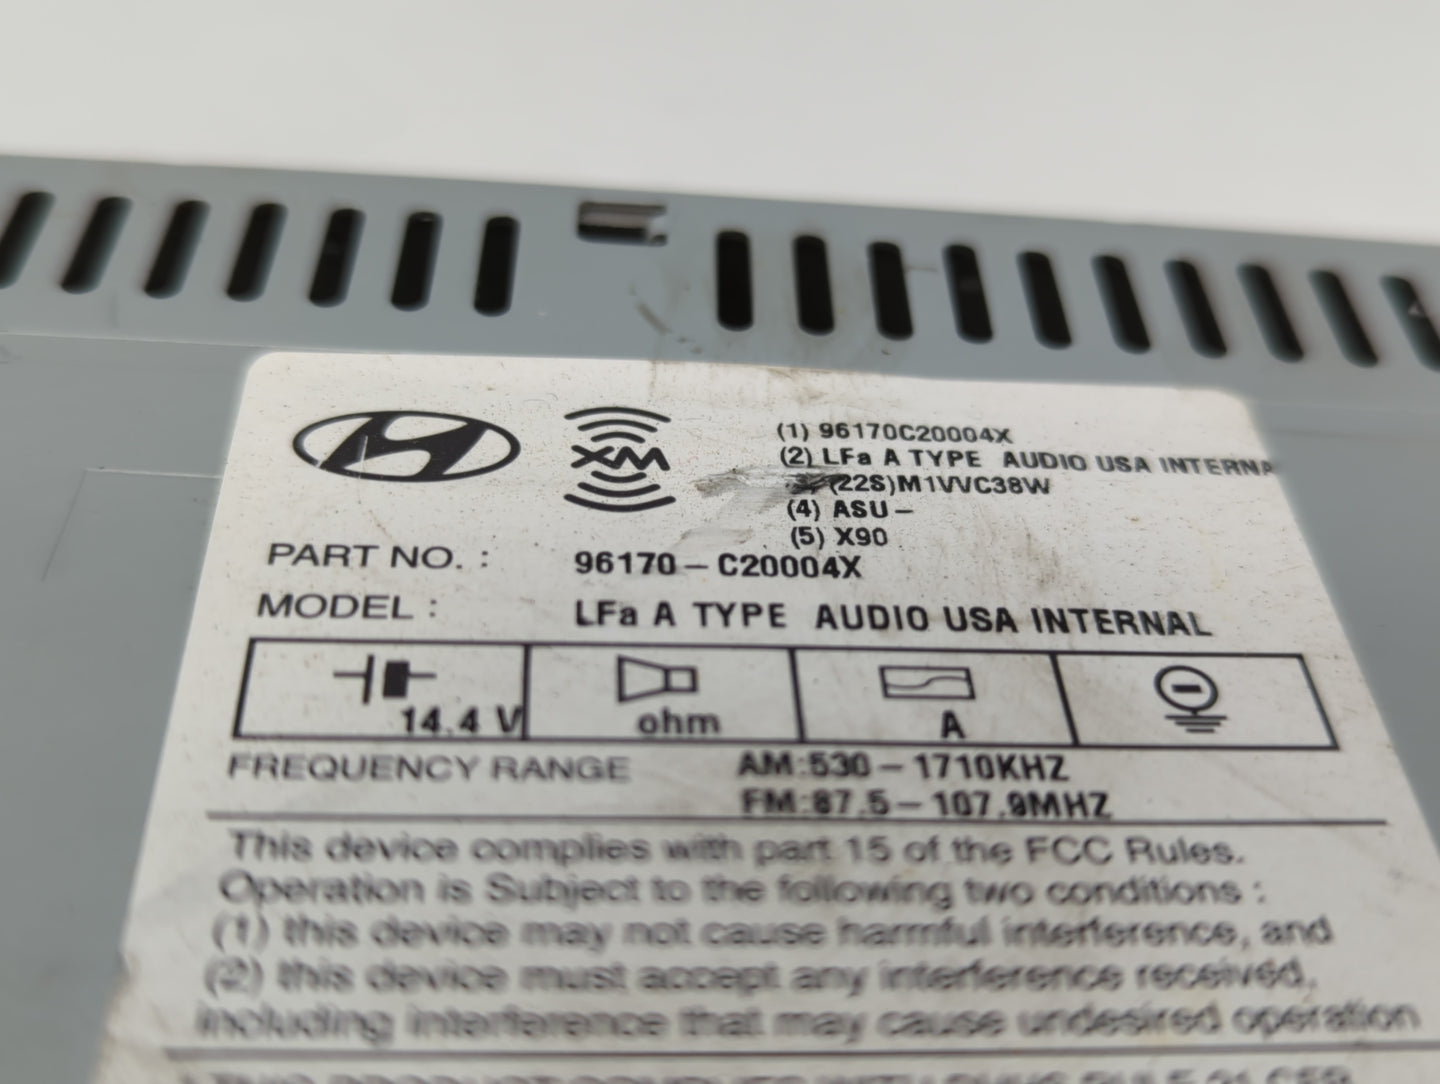 XM
(1) 96170C20004X
(2) LFa A TYPE AUDIO USA INTERNA
(22S)M1VVC38W
(4) ASU-
(5) X90
PART NO. : 96170-C20004X
MODEL : LFa A TYPE AUDIO USA INTERNAL
14.4 V ohm A
FREQUENCY RANGE AM:530-1710KHZ
FM:87.5-107.9MHZ
This device complies with part 15 of the FCC Rules.
Operation is Subject to the following two conditions :
(1) this device may not cause harmful interference, and
(2) this device must accept any interference received,
including interference that may cause undesired operation